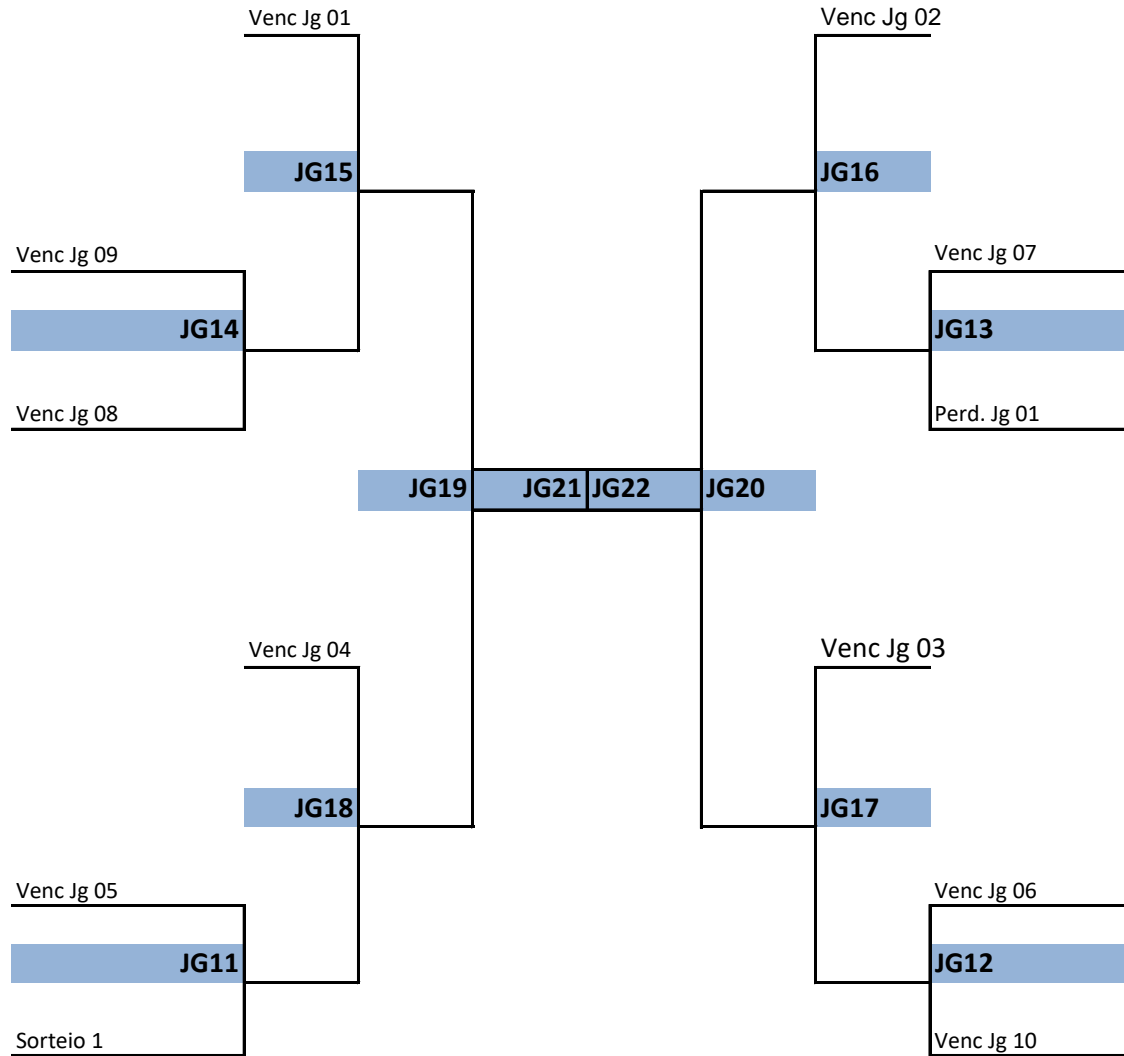 Venc Jg 01
Venc Jg 02
JG15
JG16
Venc Jg 09
Venc Jg 07
JG14
JG13
Venc Jg 08
Perd. Jg 01
JG19
JG21
JG22
JG20
Venc Jg 04
Venc Jg 03
JG18
JG17
Venc Jg 05
Venc Jg 06
JG11
JG12
Sorteio 1
Venc Jg 10